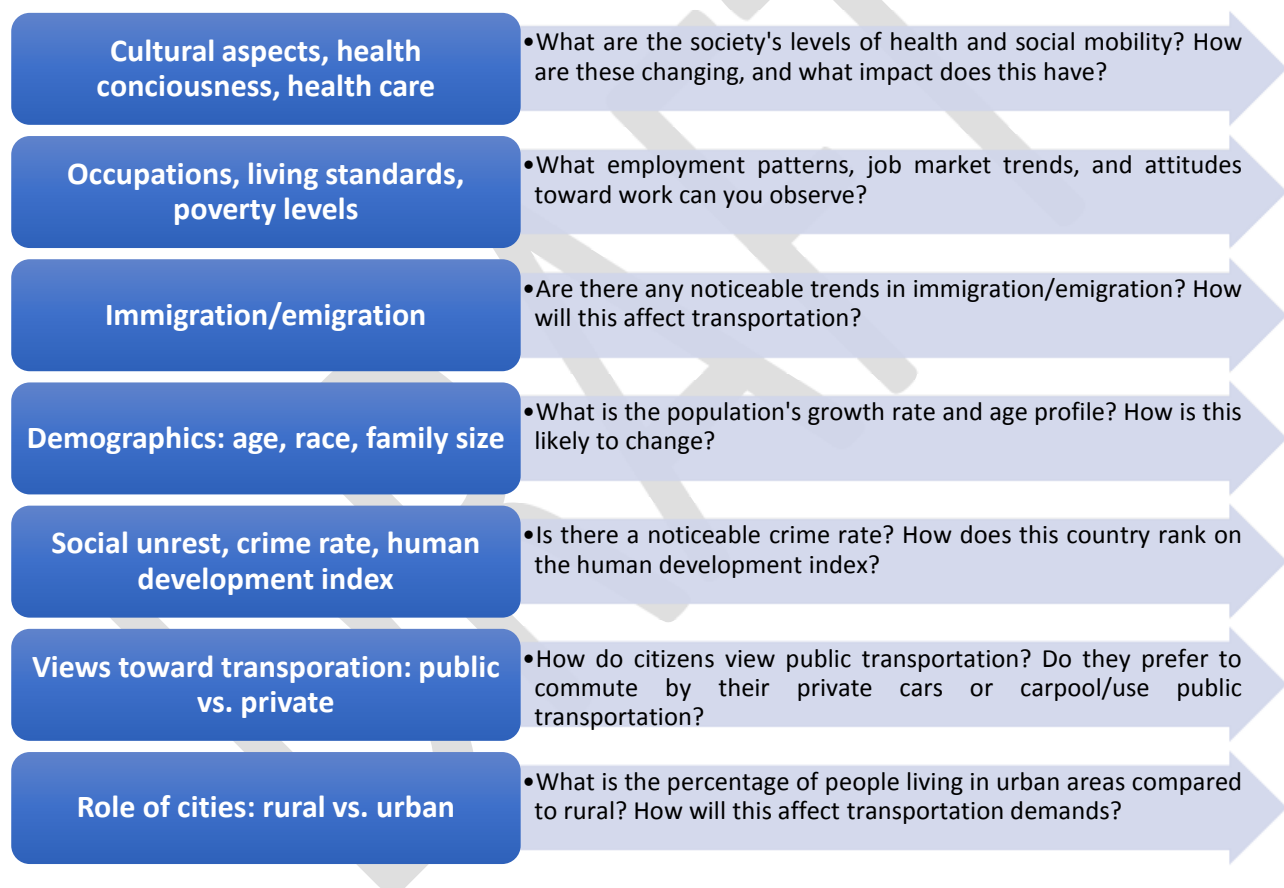 Cultural aspects, health
conciousness, health care
•What are the society's levels of health and social mobility? How
are these changing, and what impact does this have?
Occupations, living standards,
poverty levels
•What employment patterns, job market trends, and attitudes
toward work can you observe?
Immigration/emigration
•Are there any noticeable trends in immigration/emigration? How
will this affect transportation?
Demographics: age, race, family size
•What is the population's growth rate and age profile? How is this
likely to change?
Social unrest, crime rate, human
development index
•Is there a noticeable crime rate? How does this country rank on
the human development index?
Views toward transporation: public
vs. private
•How do citizens view public transportation? Do they prefer to
commute by their private cars or carpool/use public
transportation?
Role of cities: rural vs. urban
•What is the percentage of people living in urban areas compared
to rural? How will this affect transportation demands?
DRAFT